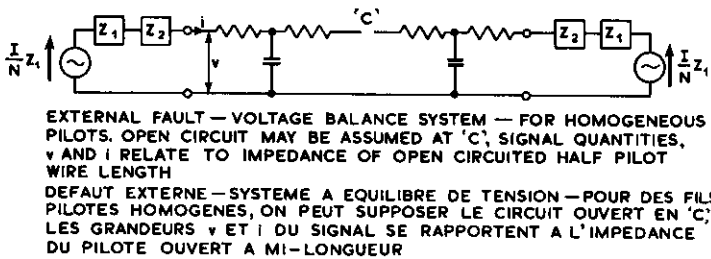 'C'
Z₁ Z₂ i
I/N Z₁
v
Z₂ Z₁
I/N Z₁
EXTERNAL FAULT — VOLTAGE BALANCE SYSTEM — FOR HOMOGENEOUS
PILOTS. OPEN CIRCUIT MAY BE ASSUMED AT 'C', SIGNAL QUANTITIES,
v AND i RELATE TO IMPEDANCE OF OPEN CIRCUITED HALF PILOT
WIRE LENGTH
DEFAUT EXTERNE — SYSTEME A EQUILIBRE DE TENSION — POUR DES FILS
PILOTES HOMOGENES, ON PEUT SUPPOSER LE CIRCUIT OUVERT EN 'C',
LES GRANDEURS v ET i DU SIGNAL SE RAPPORTENT A L'IMPEDANCE
DU PILOTE OUVERT A MI-LONGUEUR